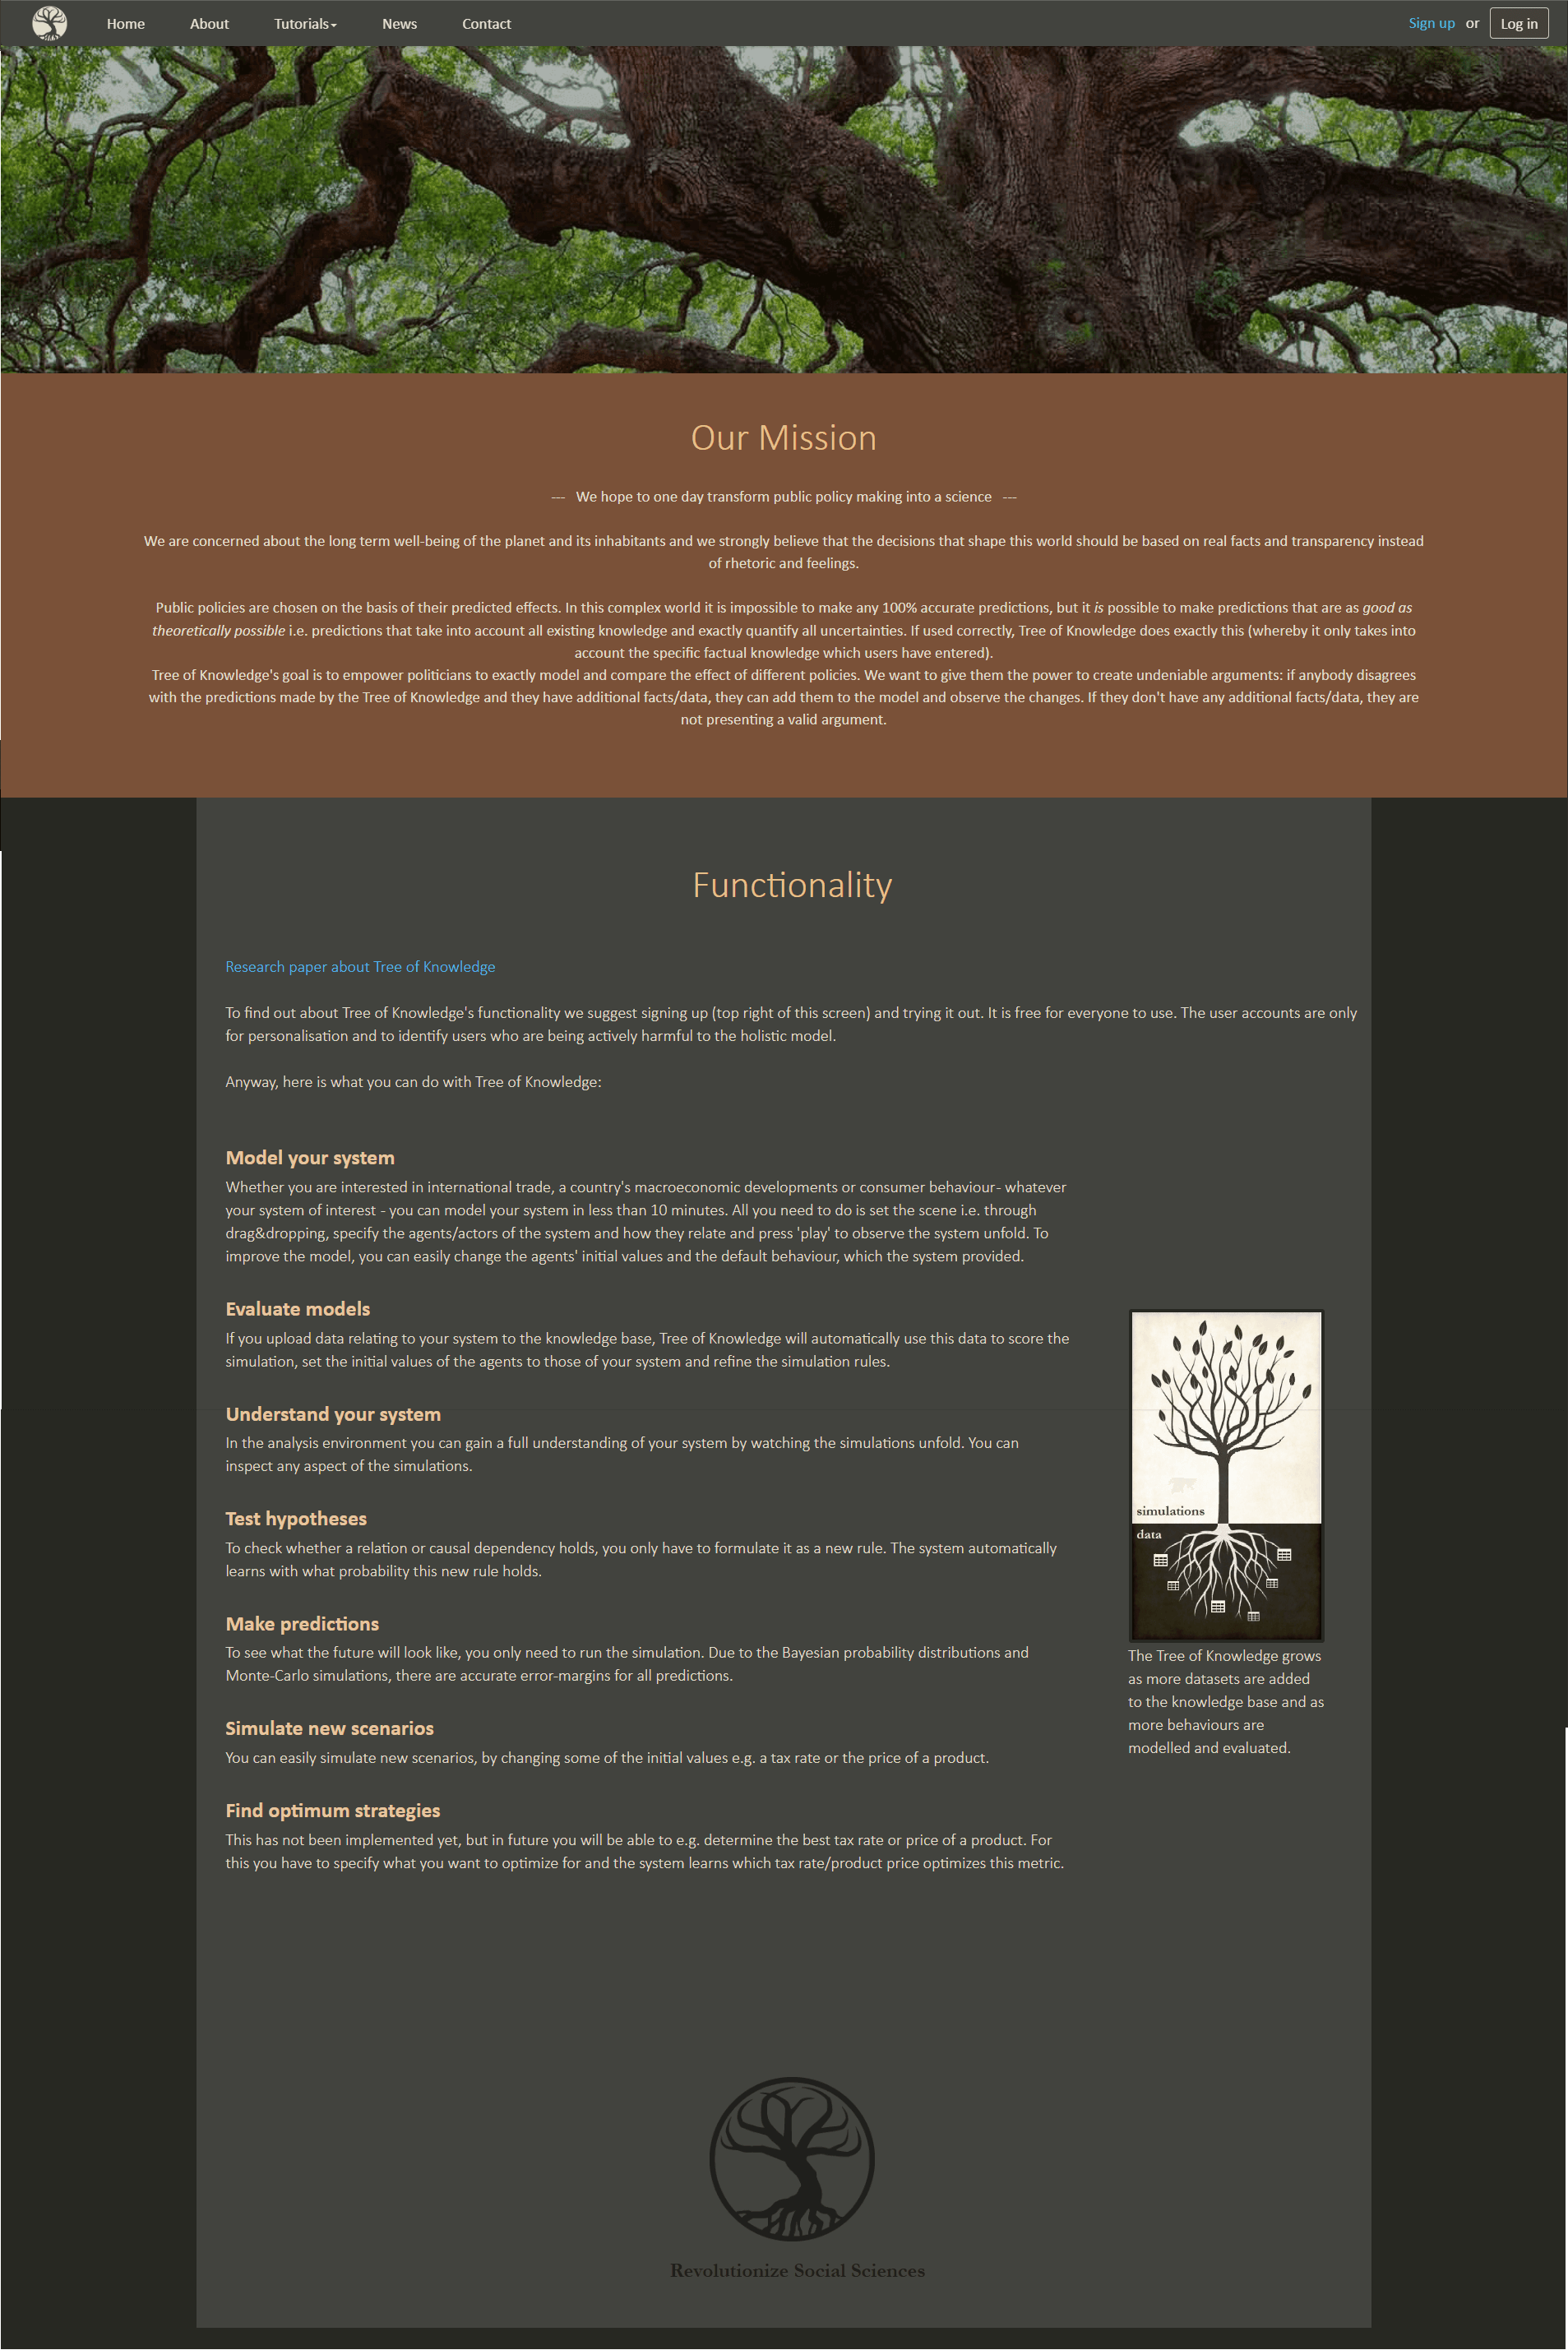 Home About Tutorials News Contact Sign up or Log in
Our Mission
--- We hope to one day transform public policy making into a science ---
We are concerned about the long term well-being of the planet and its inhabitants and we strongly believe that the decisions that shape this world should be based on real facts and transparency instead
of rhetoric and feelings.
Public policies are chosen on the basis of their predicted effects. In this complex world it is impossible to make any 100% accurate predictions, but it is possible to make predictions that are as good as
theoretically possible i.e. predictions that take into account all existing knowledge and exactly quantify all uncertainties. If used correctly, Tree of Knowledge does exactly this (whereby it only takes into
account the specific factual knowledge which users have entered).
Tree of Knowledge's goal is to empower politicians to exactly model and compare the effect of different policies. We want to give them the power to create undeniable arguments: if anybody disagrees
with the predictions made by the Tree of Knowledge and they have additional facts/data, they can add them to the model and observe the changes. If they don't have any additional facts/data, they are
not presenting a valid argument.
Functionality
Research paper about Tree of Knowledge
To find out about Tree of Knowledge's functionality we suggest signing up (top right of this screen) and trying it out. It is free for everyone to use. The user accounts are only
for personalisation and to identify users who are being actively harmful to the holistic model.
Anyway, here is what you can do with Tree of Knowledge:
Model your system
Whether you are interested in international trade, a country's macroeconomic developments or consumer behaviour- whatever
your system of interest - you can model your system in less than 10 minutes. All you need to do is set the scene i.e. through
drag&dropping, specify the agents/actors of the system and how they relate and press 'play' to observe the system unfold. To
improve the model, you can easily change the agents' initial values and the default behaviour, which the system provided.
Evaluate models
If you upload data relating to your system to the knowledge base, Tree of Knowledge will automatically use this data to score the
simulation, set the initial values of the agents to those of your system and refine the simulation rules.
Understand your system
In the analysis environment you can gain a full understanding of your system by watching the simulations unfold. You can
inspect any aspect of the simulations.
Test hypotheses
To check whether a relation or causal dependency holds, you only have to formulate it as a new rule. The system automatically
learns with what probability this new rule holds.
Make predictions
To see what the future will look like, you only need to run the simulation. Due to the Bayesian probability distributions and
Monte-Carlo simulations, there are accurate error-margins for all predictions.
Simulate new scenarios
You can easily simulate new scenarios, by changing some of the initial values e.g. a tax rate or the price of a product.
Find optimum strategies
This has not been implemented yet, but in future you will be able to e.g. determine the best tax rate or price of a product. For
this you have to specify what you want to optimize for and the system learns which tax rate/product price optimizes this metric.
simulations
data
The Tree of Knowledge grows
as more datasets are added
to the knowledge base and as
more behaviours are
modelled and evaluated.
Revolutionize Social Sciences